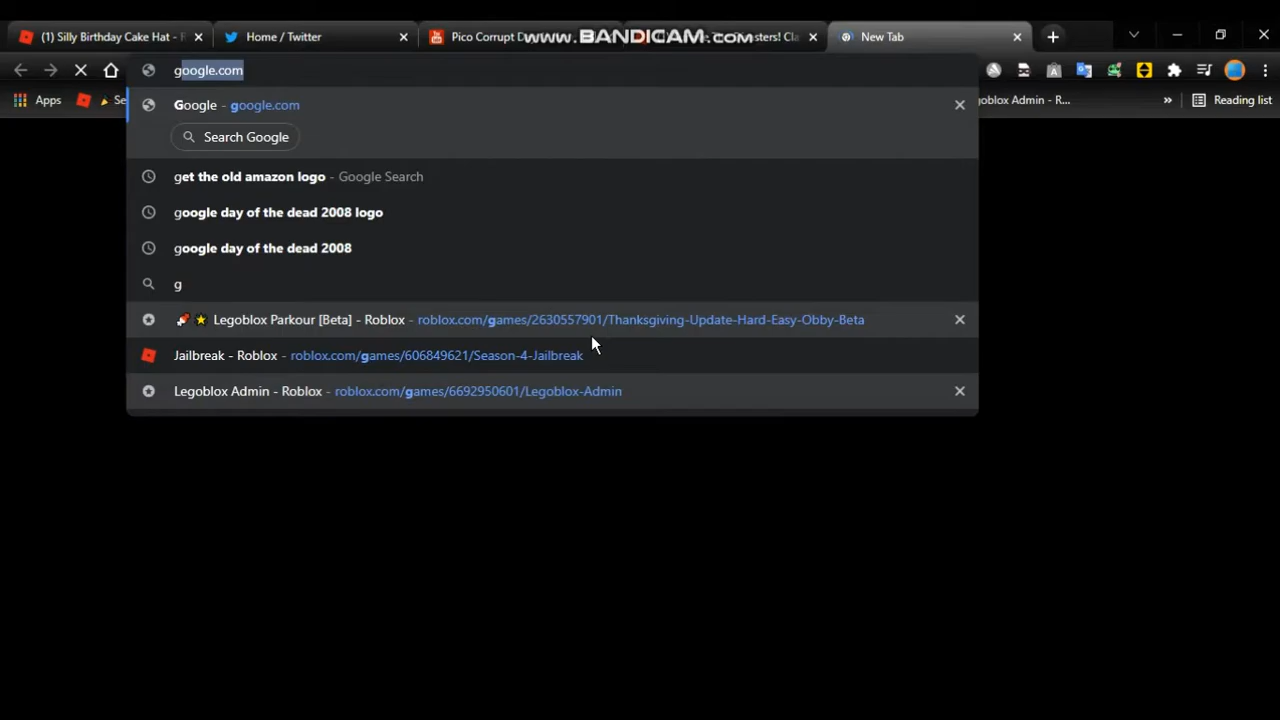 (1) Silly Birthday Cake Hat - R
Home / Twitter
Pico Corrupt D
www.BANDICAM.com
asters! Cla
New Tab
google.com
Apps
Se
goblox Admin - R...
»
Reading list
Google - google.com
Search Google
get the old amazon logo - Google Search
google day of the dead 2008 logo
google day of the dead 2008
g
Legoblox Parkour [Beta] - Roblox - roblox.com/games/2630557901/Thanksgiving-Update-Hard-Easy-Obby-Beta
Jailbreak - Roblox - roblox.com/games/606849621/Season-4-Jailbreak
Legoblox Admin - Roblox - roblox.com/games/6692950601/Legoblox-Admin